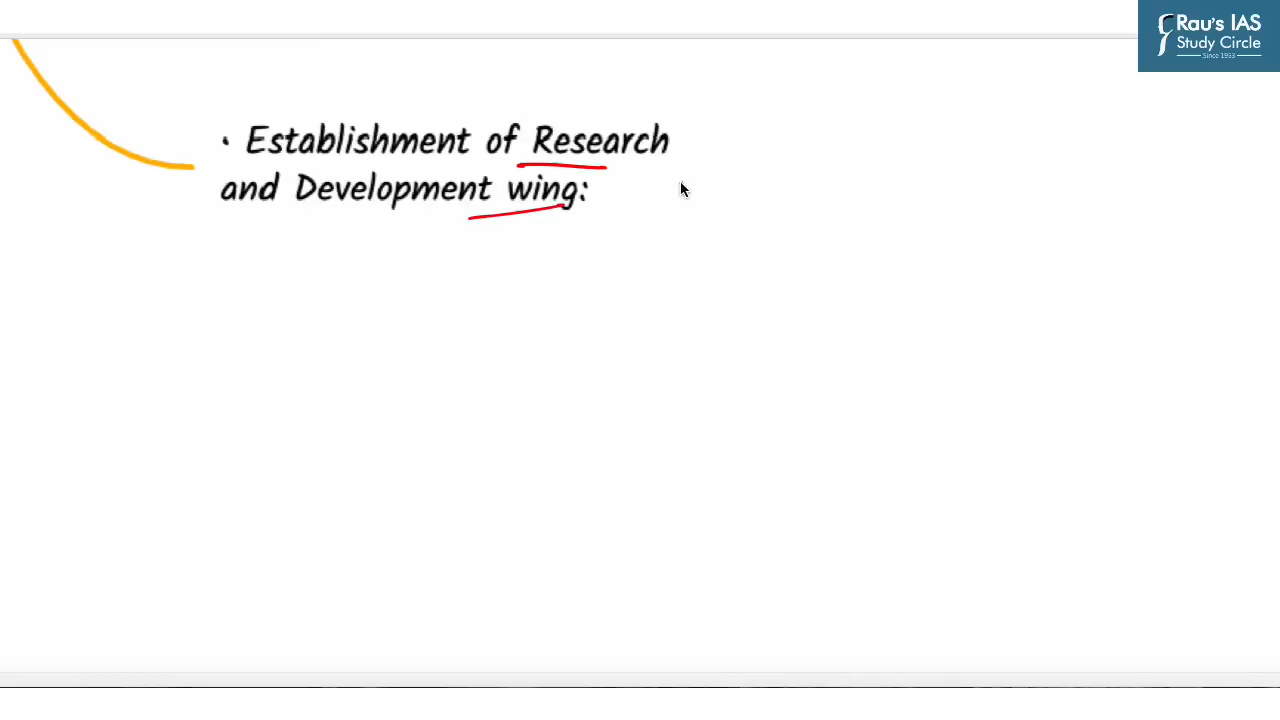 Rau's IAS
Study Circle
Since 1953
• Establishment of Research
and Development wing: